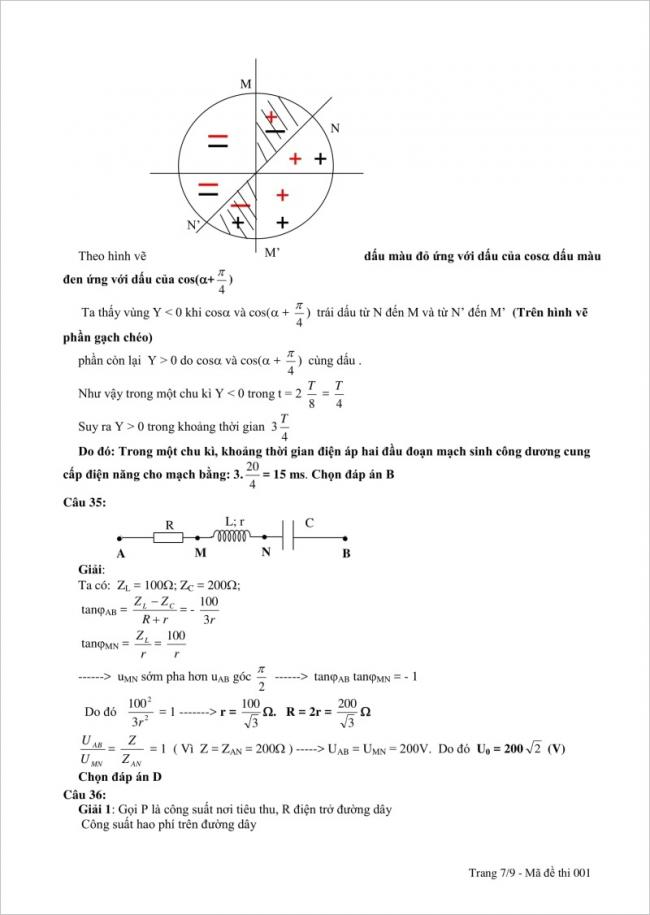 M
N
N'
M'
Theo hình vẽ dấu màu đỏ ứng với dấu của cosα dấu màu
đen ứng với dấu của cos(α+ π/4 )
Ta thấy vùng Y < 0 khi cosα và cos(α + π/4 ) trái dấu từ N đến M và từ N' đến M' (Trên hình vẽ
phần gạch chéo)
phần còn lại Y > 0 do cosα và cos(α + π/4 ) cùng dấu .
Như vậy trong một chu kì Y < 0 trong t = 2 T/8 = T/4
Suy ra Y > 0 trong khoảng thời gian 3 T/4
Do đó: Trong một chu kì, khoảng thời gian điện áp hai đầu đoạn mạch sinh công dương cung
cấp điện năng cho mạch bằng: 3. 20/4 = 15 ms. Chọn đáp án B
Câu 35:
R L; r C
A M N B
Giải:
Ta có: Z_L = 100Ω; Z_C = 200Ω;
tanφ_AB = (Z_L − Z_C)/(R + r) = - 100/3r
tanφ_MN = Z_L/r = 100/r
------> u_MN sớm pha hơn u_AB góc π/2 ------> tanφ_AB tanφ_MN = - 1
Do đó 100²/3r² = 1 -------> r = 100/√3 Ω. R = 2r = 200/√3 Ω
U_AB/U_MN = Z/Z_AN = 1 ( Vì Z = Z_AN = 200Ω ) -----> U_AB = U_MN = 200V. Do đó U₀ = 200 √2 (V)
Chọn đáp án D
Câu 36:
Giải 1: Gọi P là công suất nơi tiêu thu, R điện trở đường dây
Công suất hao phí trên đường dây
Trang 7/9 - Mã đề thi 001